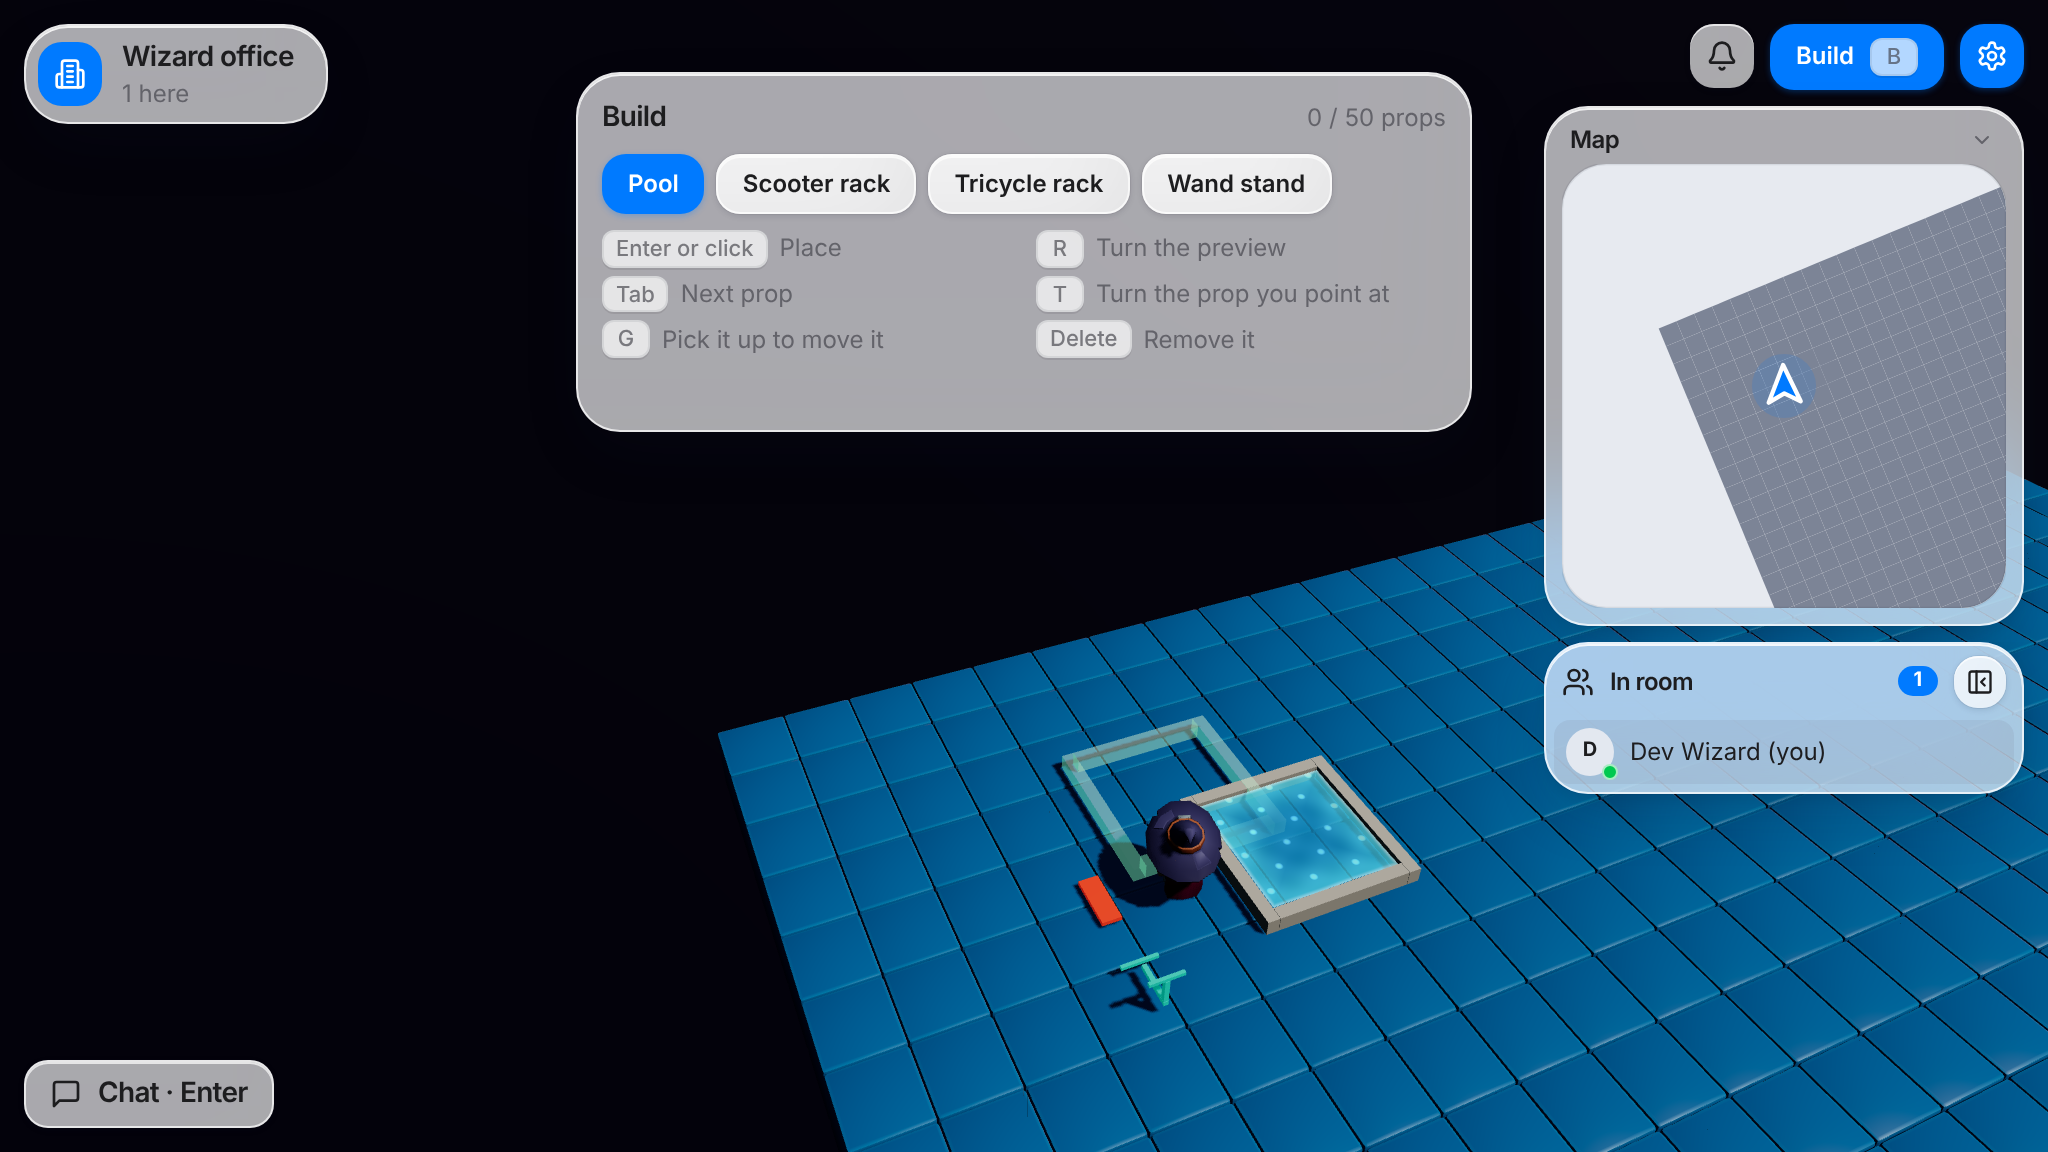 Wizard office
1 here
Build B
Build
0 / 50 props
Pool
Scooter rack
Tricycle rack
Wand stand
Enter or click Place
R Turn the preview
Tab Next prop
T Turn the prop you point at
G Pick it up to move it
Delete Remove it
Map
In room
1
D
Dev Wizard (you)
Chat · Enter